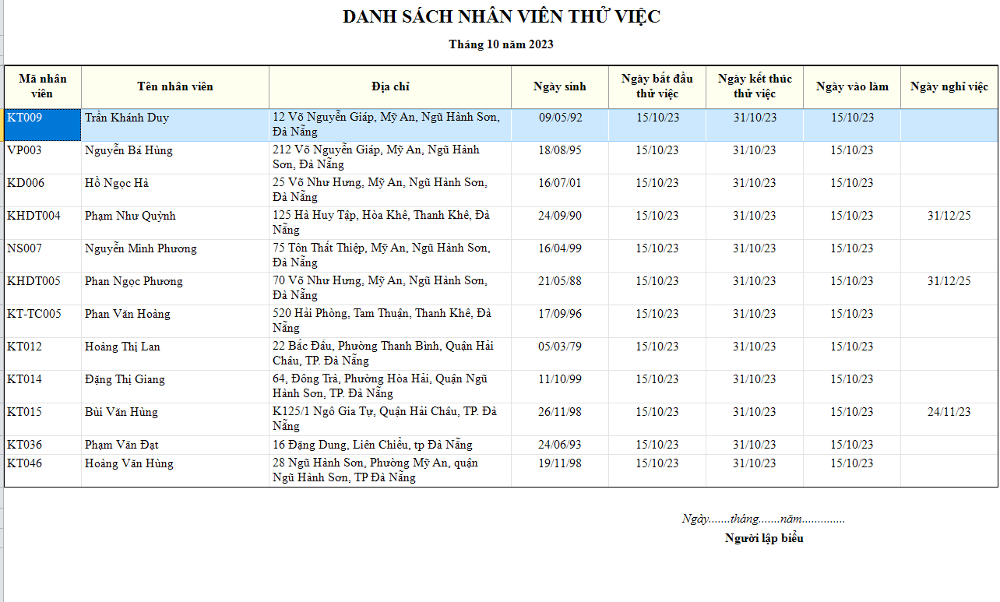 DANH SÁCH NHÂN VIÊN THỬ VIỆC
Tháng 10 năm 2023
Mã nhân viên Tên nhân viên Địa chỉ Ngày sinh Ngày bắt đầu thử việc Ngày kết thúc thử việc Ngày vào làm Ngày nghỉ việc
KT009 Trần Khánh Duy 12 Võ Nguyễn Giáp, Mỹ An, Ngũ Hành Sơn, Đà Nẵng 09/05/92 15/10/23 31/10/23 15/10/23
VP003 Nguyễn Bá Hùng 212 Võ Nguyễn Giáp, Mỹ An, Ngũ Hành Sơn, Đà Nẵng 18/08/95 15/10/23 31/10/23 15/10/23
KD006 Hồ Ngọc Hà 25 Võ Như Hưng, Mỹ An, Ngũ Hành Sơn, Đà Nẵng 16/07/01 15/10/23 31/10/23 15/10/23
KHDT004 Phạm Như Quỳnh 125 Hà Huy Tập, Hòa Khê, Thanh Khê, Đà Nẵng 24/09/90 15/10/23 31/10/23 15/10/23 31/12/25
NS007 Nguyễn Minh Phương 75 Tôn Thất Thiệp, Mỹ An, Ngũ Hành Sơn, Đà Nẵng 16/04/99 15/10/23 31/10/23 15/10/23
KHDT005 Phan Ngọc Phương 70 Võ Như Hưng, Mỹ An, Ngũ Hành Sơn, Đà Nẵng 21/05/88 15/10/23 31/10/23 15/10/23 31/12/25
KT-TC005 Phan Văn Hoàng 520 Hải Phòng, Tam Thuận, Thanh Khê, Đà Nẵng 17/09/96 15/10/23 31/10/23 15/10/23
KT012 Hoàng Thị Lan 22 Bắc Đẩu, Phường Thanh Bình, Quận Hải Châu, TP. Đà Nẵng 05/03/79 15/10/23 31/10/23 15/10/23
KT014 Đặng Thị Giang 64, Đông Trà, Phường Hòa Hải, Quận Ngũ Hành Sơn, TP. Đà Nẵng 11/10/99 15/10/23 31/10/23 15/10/23
KT015 Bùi Văn Hùng K125/1 Ngô Gia Tự, Quận Hải Châu, TP. Đà Nẵng 26/11/98 15/10/23 31/10/23 15/10/23 24/11/23
KT036 Phạm Văn Đạt 16 Đặng Dung, Liên Chiểu, tp Đà Nẵng 24/06/93 15/10/23 31/10/23 15/10/23
KT046 Hoàng Văn Hùng 28 Ngũ Hành Sơn, Phường Mỹ An, quận Ngũ Hành Sơn, TP Đà Nẵng 19/11/98 15/10/23 31/10/23 15/10/23
Ngày.......tháng.......năm..............
Người lập biểu